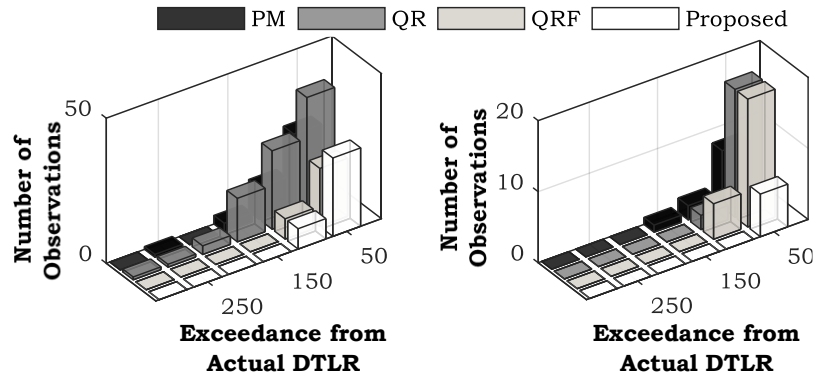 PM QR QRF Proposed
50
0
Number of
Observations
50
150
250
Exceedance from
Actual DTLR
20
10
0
Number of
Observations
50
150
250
Exceedance from
Actual DTLR